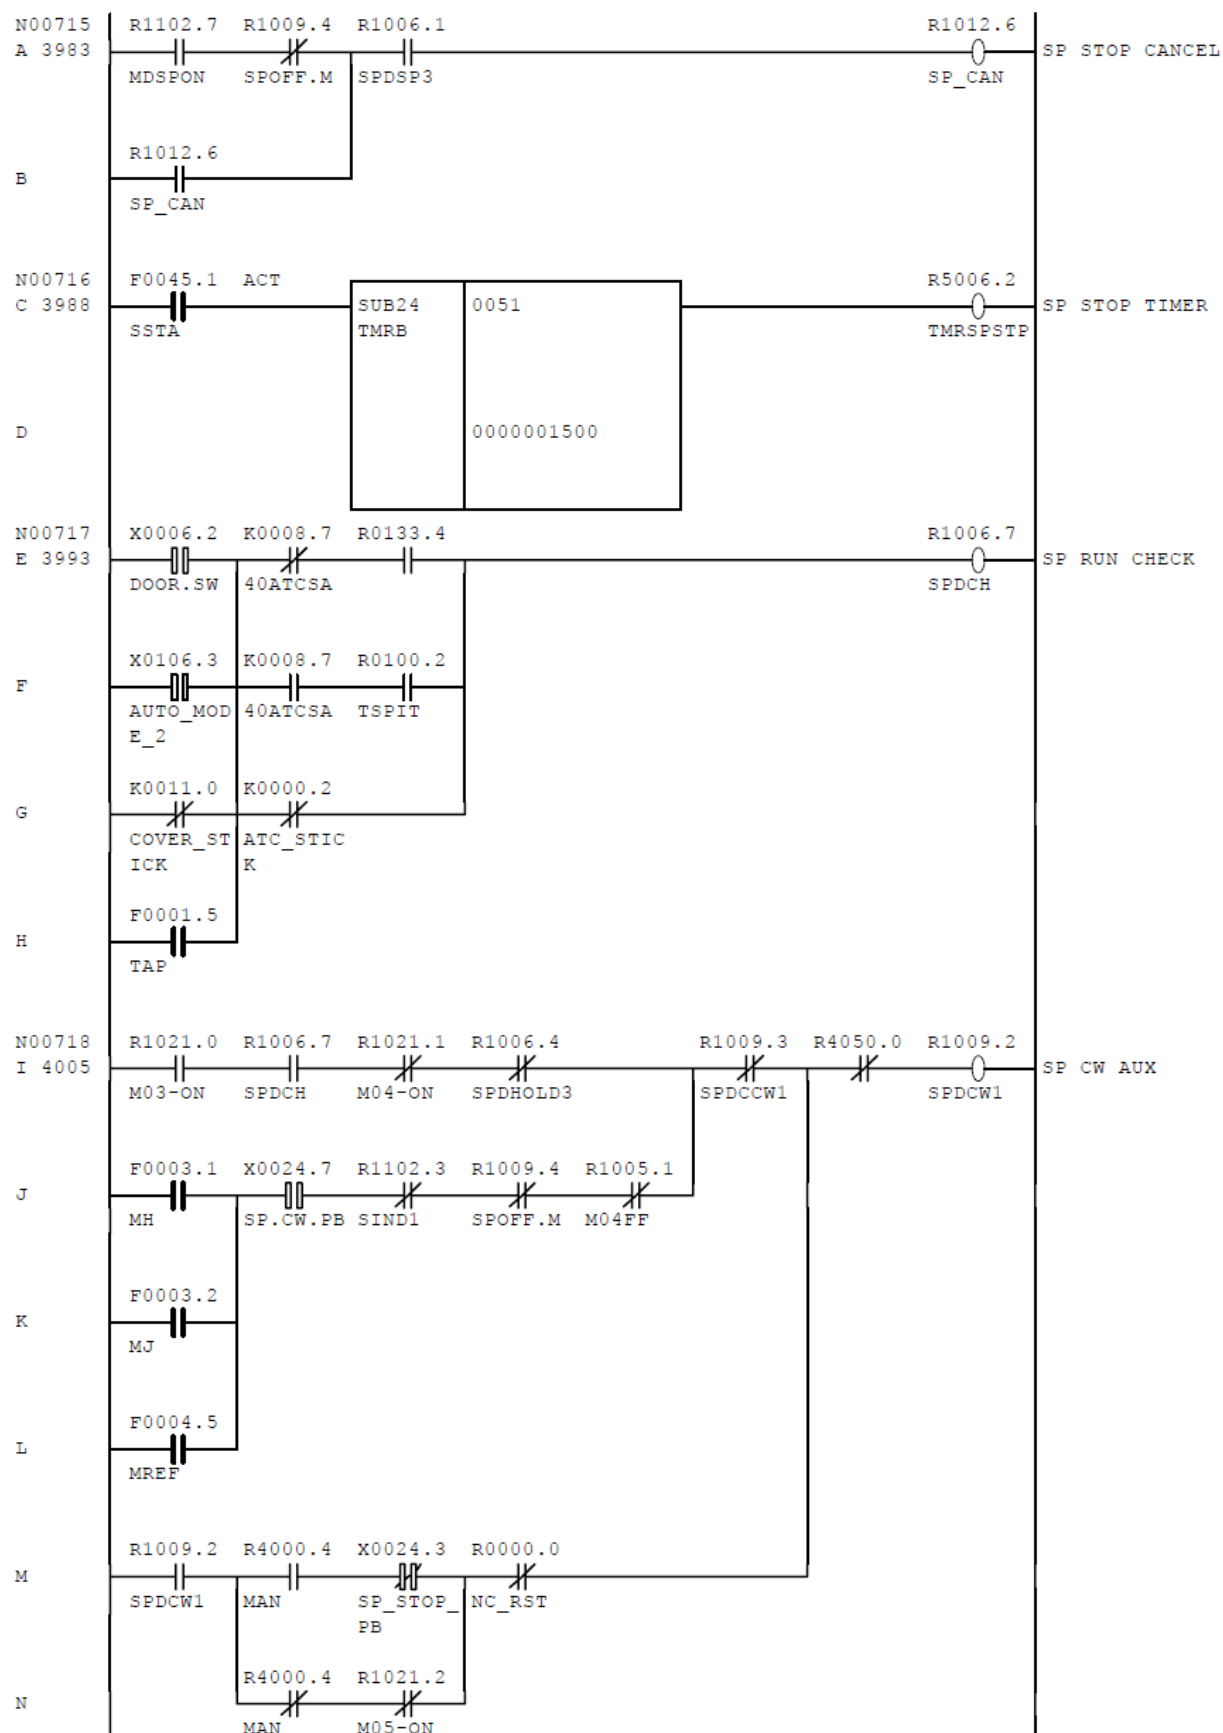 N00715 R1102.7 R1009.4 R1006.1 R1012.6
A 3983 SP STOP CANCEL
MDSPON SPOFF.M SPDSP3 SP_CAN
R1012.6
B
SP_CAN
N00716 F0045.1 ACT R5006.2
C 3988 SUB24 0051 SP STOP TIMER
SSTA TMRB TMRSPSTP
D 0000001500
N00717 X0006.2 K0008.7 R0133.4 R1006.7
E 3993 SP RUN CHECK
DOOR.SW 40ATCSA SPDCH
X0106.3 K0008.7 R0100.2
F
AUTO_MOD 40ATCSA TSPIT
E_2
K0011.0 K0000.2
G
COVER_ST ATC_STIC
ICK K
F0001.5
H
TAP
N00718 R1021.0 R1006.7 R1021.1 R1006.4 R1009.3 R4050.0 R1009.2
I 4005 SP CW AUX
M03-ON SPDCH M04-ON SPDHOLD3 SPDCCW1 SPDCW1
F0003.1 X0024.7 R1102.3 R1009.4 R1005.1
J
MH SP.CW.PB SIND1 SPOFF.M M04FF
F0003.2
K
MJ
F0004.5
L
MREF
R1009.2 R4000.4 X0024.3 R0000.0
M
SPDCW1 MAN SP_STOP_ NC_RST
PB
R4000.4 R1021.2
N
MAN M05-ON